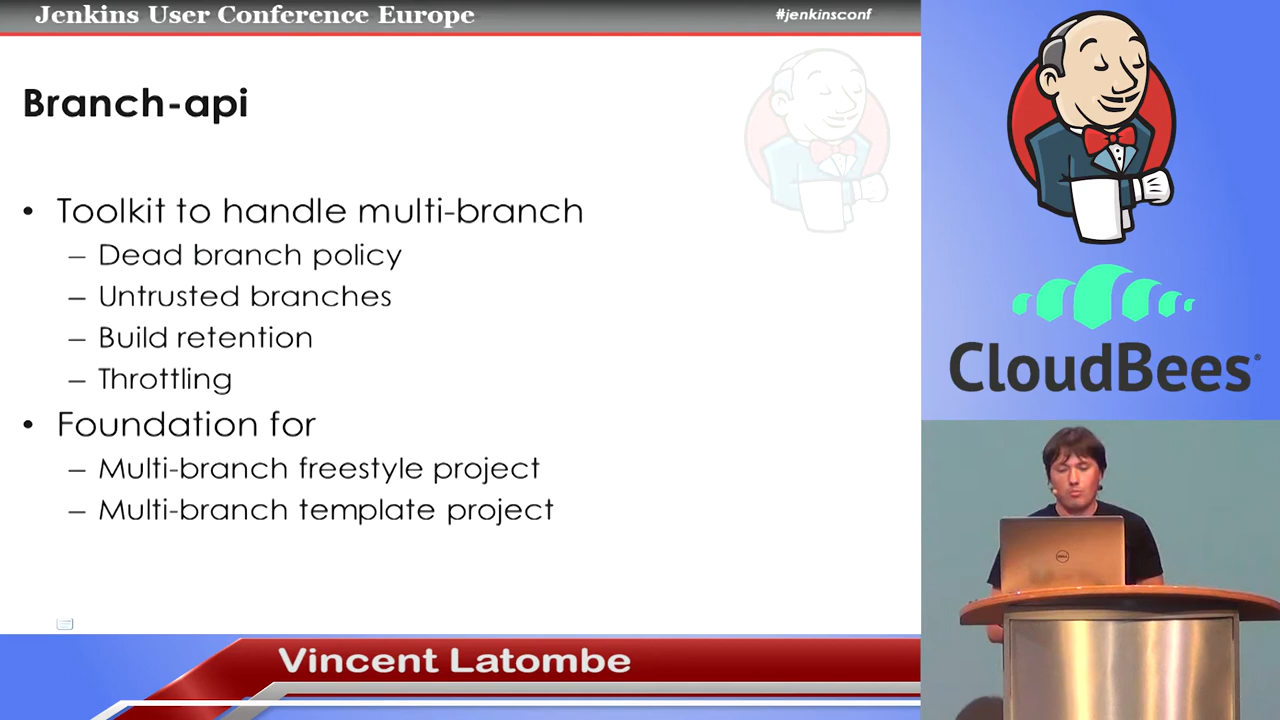 Jenkins User Conference Europe
#jenkinsconf
Branch-api
• Toolkit to handle multi-branch
– Dead branch policy
– Untrusted branches
– Build retention
– Throttling
• Foundation for
– Multi-branch freestyle project
– Multi-branch template project
CloudBees®
DELL
Vincent Latombe